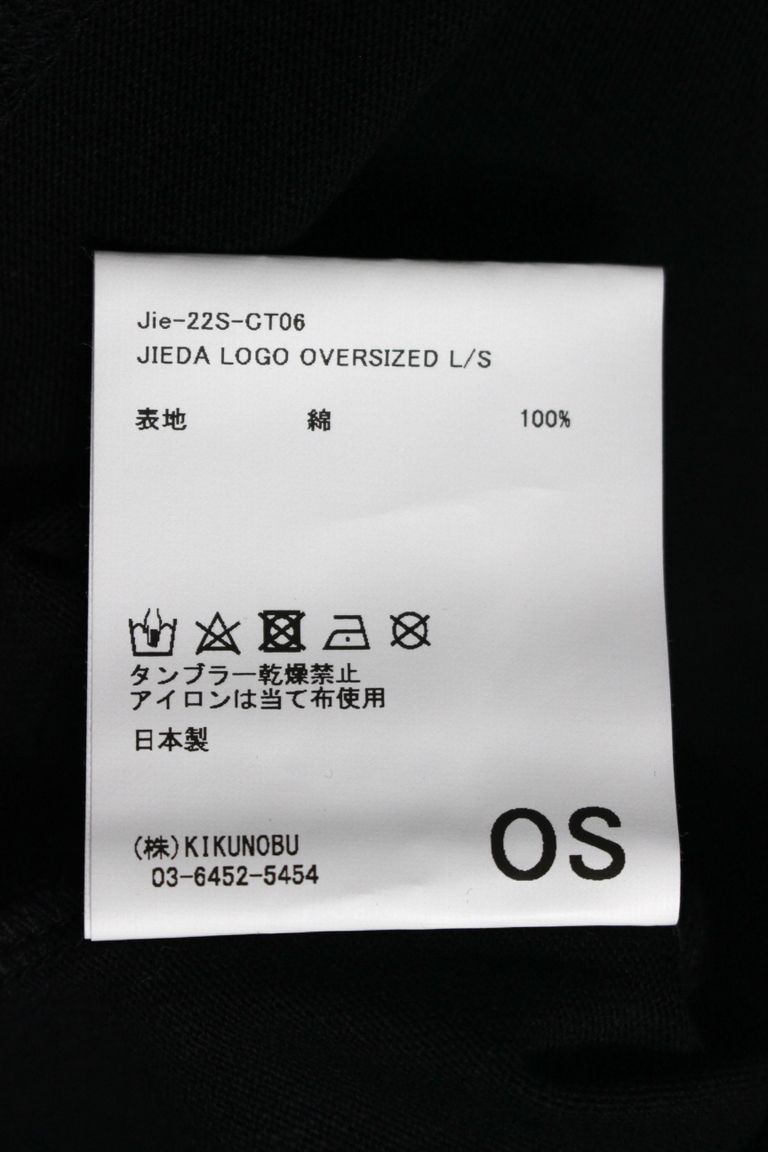 Jie-22S-CT06
JIEDA LOGO OVERSIZED L/S
表地 綿 100%
タンブラー乾燥禁止
アイロンは当て布使用
日本製
(株)KIKUNOBU
03-6452-5454
OS